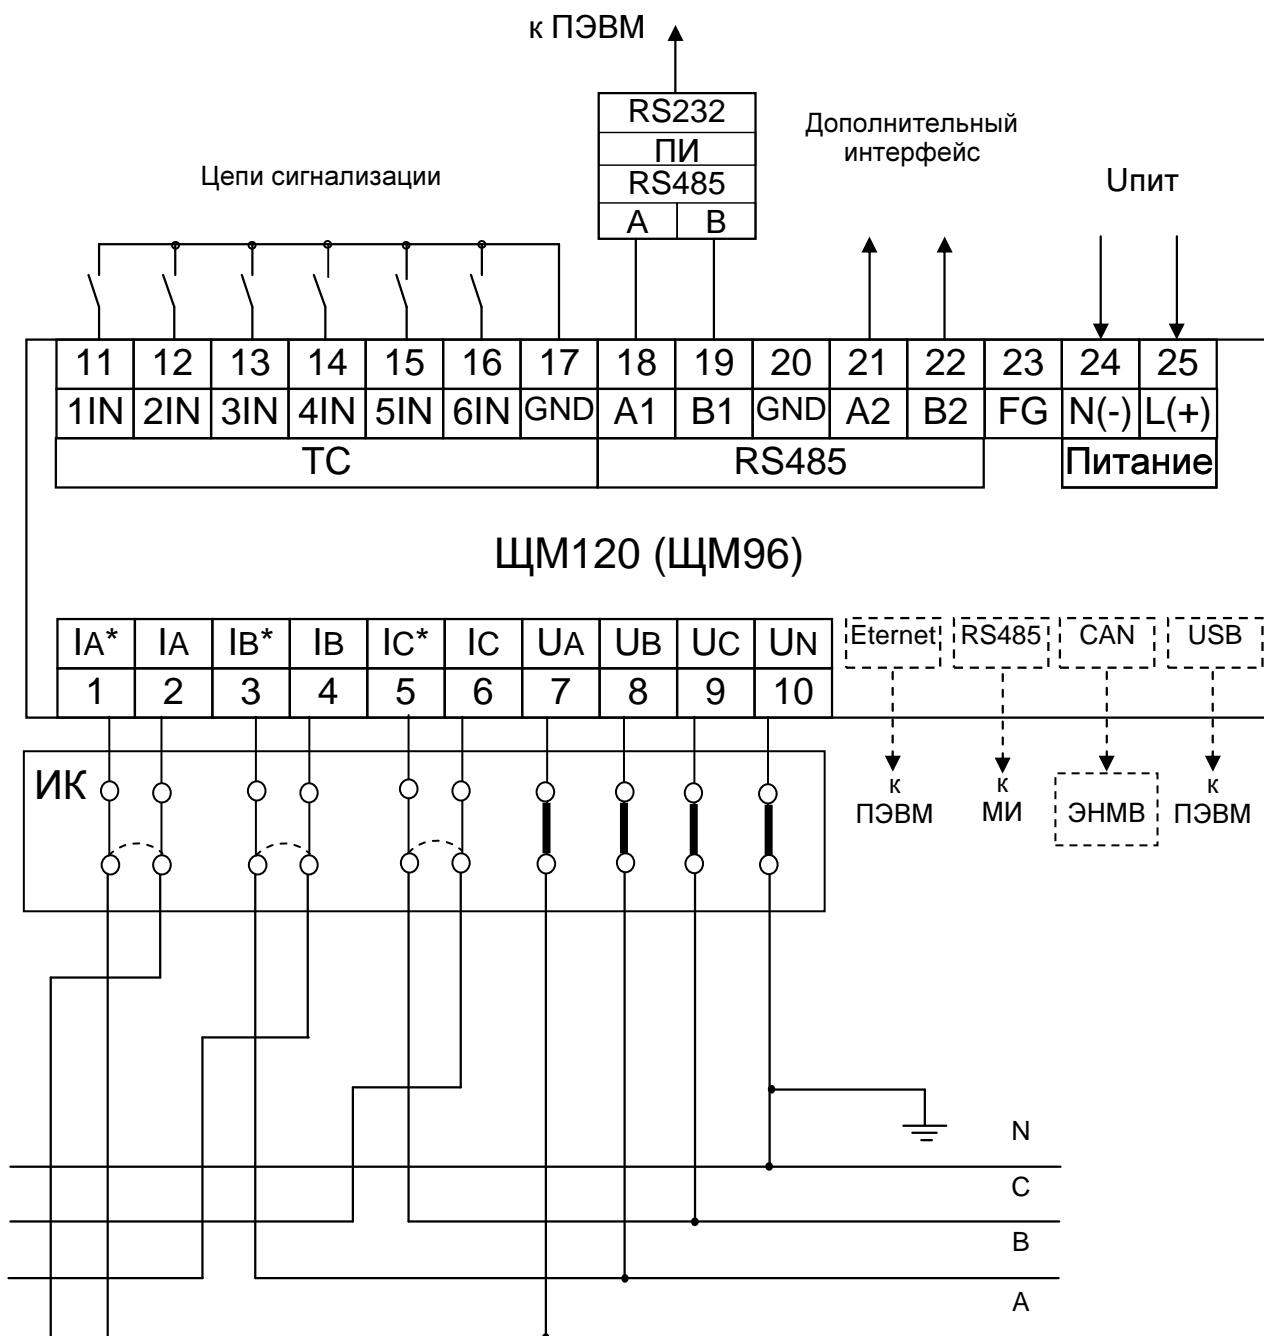 к ПЭВМ
RS232
ПИ
RS485
A B
Дополнительный
интерфейс
Цепи сигнализации
Uпит
11 12 13 14 15 16 17 18 19 20 21 22 23 24 25
1IN 2IN 3IN 4IN 5IN 6IN GND A1 B1 GND A2 B2 FG N(-) L(+)
ТС RS485 Питание
ЩМ120 (ЩМ96)
IA* IA IB* IB IC* IC UA UB UC UN
1 2 3 4 5 6 7 8 9 10
Eternet RS485 CAN USB
ИК
к
ПЭВМ
к
МИ
ЭНМВ
к
ПЭВМ
N
C
B
A